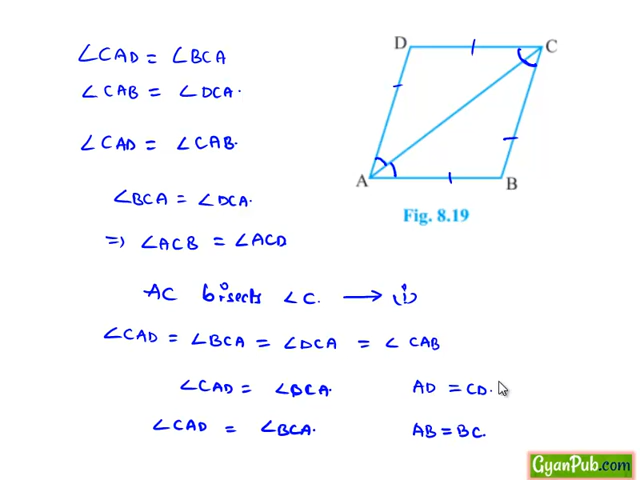 ∠CAD = ∠BCA
∠CAB = ∠DCA.
∠CAD = ∠CAB.
∠BCA = ∠DCA.
=> ∠ACB = ∠ACD
AC bisects ∠C. → (i)
∠CAD = ∠BCA = ∠DCA = ∠CAB
∠CAD = ∠BCA. AD = CD.
∠CAD = ∠BCA. AB = BC.
D C
A B
Fig. 8.19
GyanPub.com